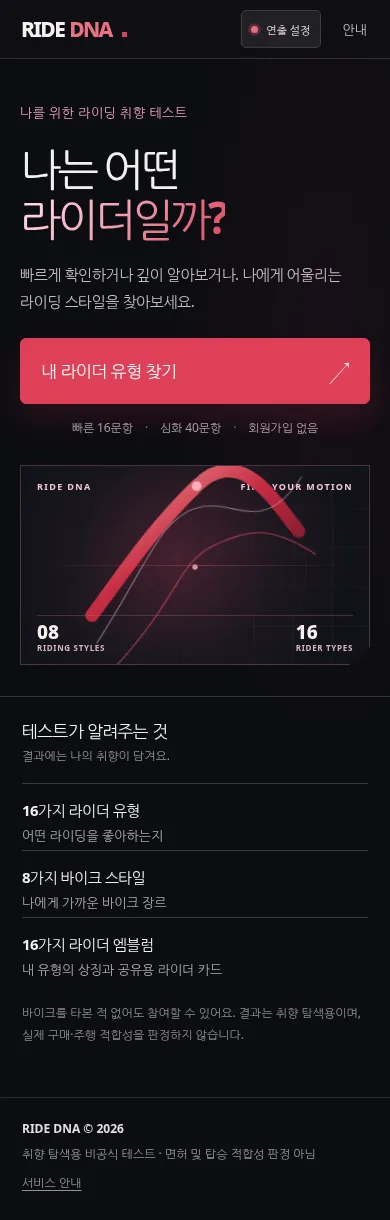 RIDE DNA.
연출 설정
안내
나를 위한 라이딩 취향 테스트
나는 어떤
라이더일까?
빠르게 확인하거나 깊이 알아보거나. 나에게 어울리는
라이딩 스타일을 찾아보세요.
내 라이더 유형 찾기
빠른 16문항 · 심화 40문항 · 회원가입 없음
RIDE DNA
YOUR MOTION
08
RIDING STYLES
16
RIDER TYPES
테스트가 알려주는 것
결과에는 나의 취향이 담겨요.
16가지 라이더 유형
어떤 라이딩을 좋아하는지
8가지 바이크 스타일
나에게 가까운 바이크 장르
16가지 라이더 엠블럼
내 유형의 상징과 공유용 라이더 카드
바이크를 타본 적 없어도 참여할 수 있어요. 결과는 취향 탐색용이며,
실제 구매·주행 적합성을 판정하지 않습니다.
RIDE DNA © 2026
취향 탐색용 비공식 테스트 · 면허 및 탑승 적합성 판정 아님
서비스 안내